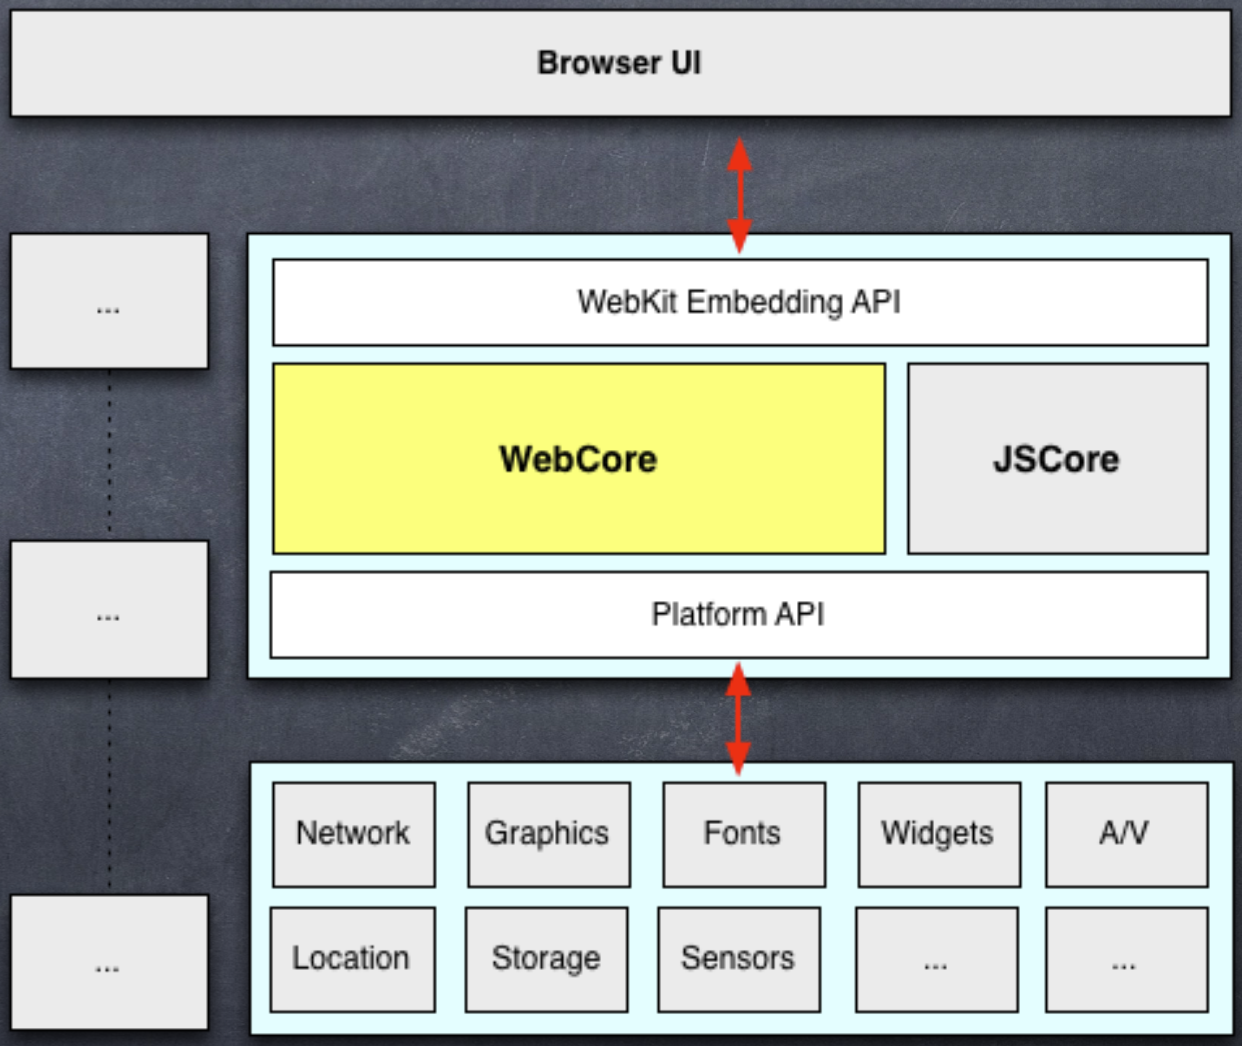 Browser UI
...
WebKit Embedding API
WebCore
JSCore
...
Platform API
Network
Graphics
Fonts
Widgets
A/V
...
Location
Storage
Sensors
...
...